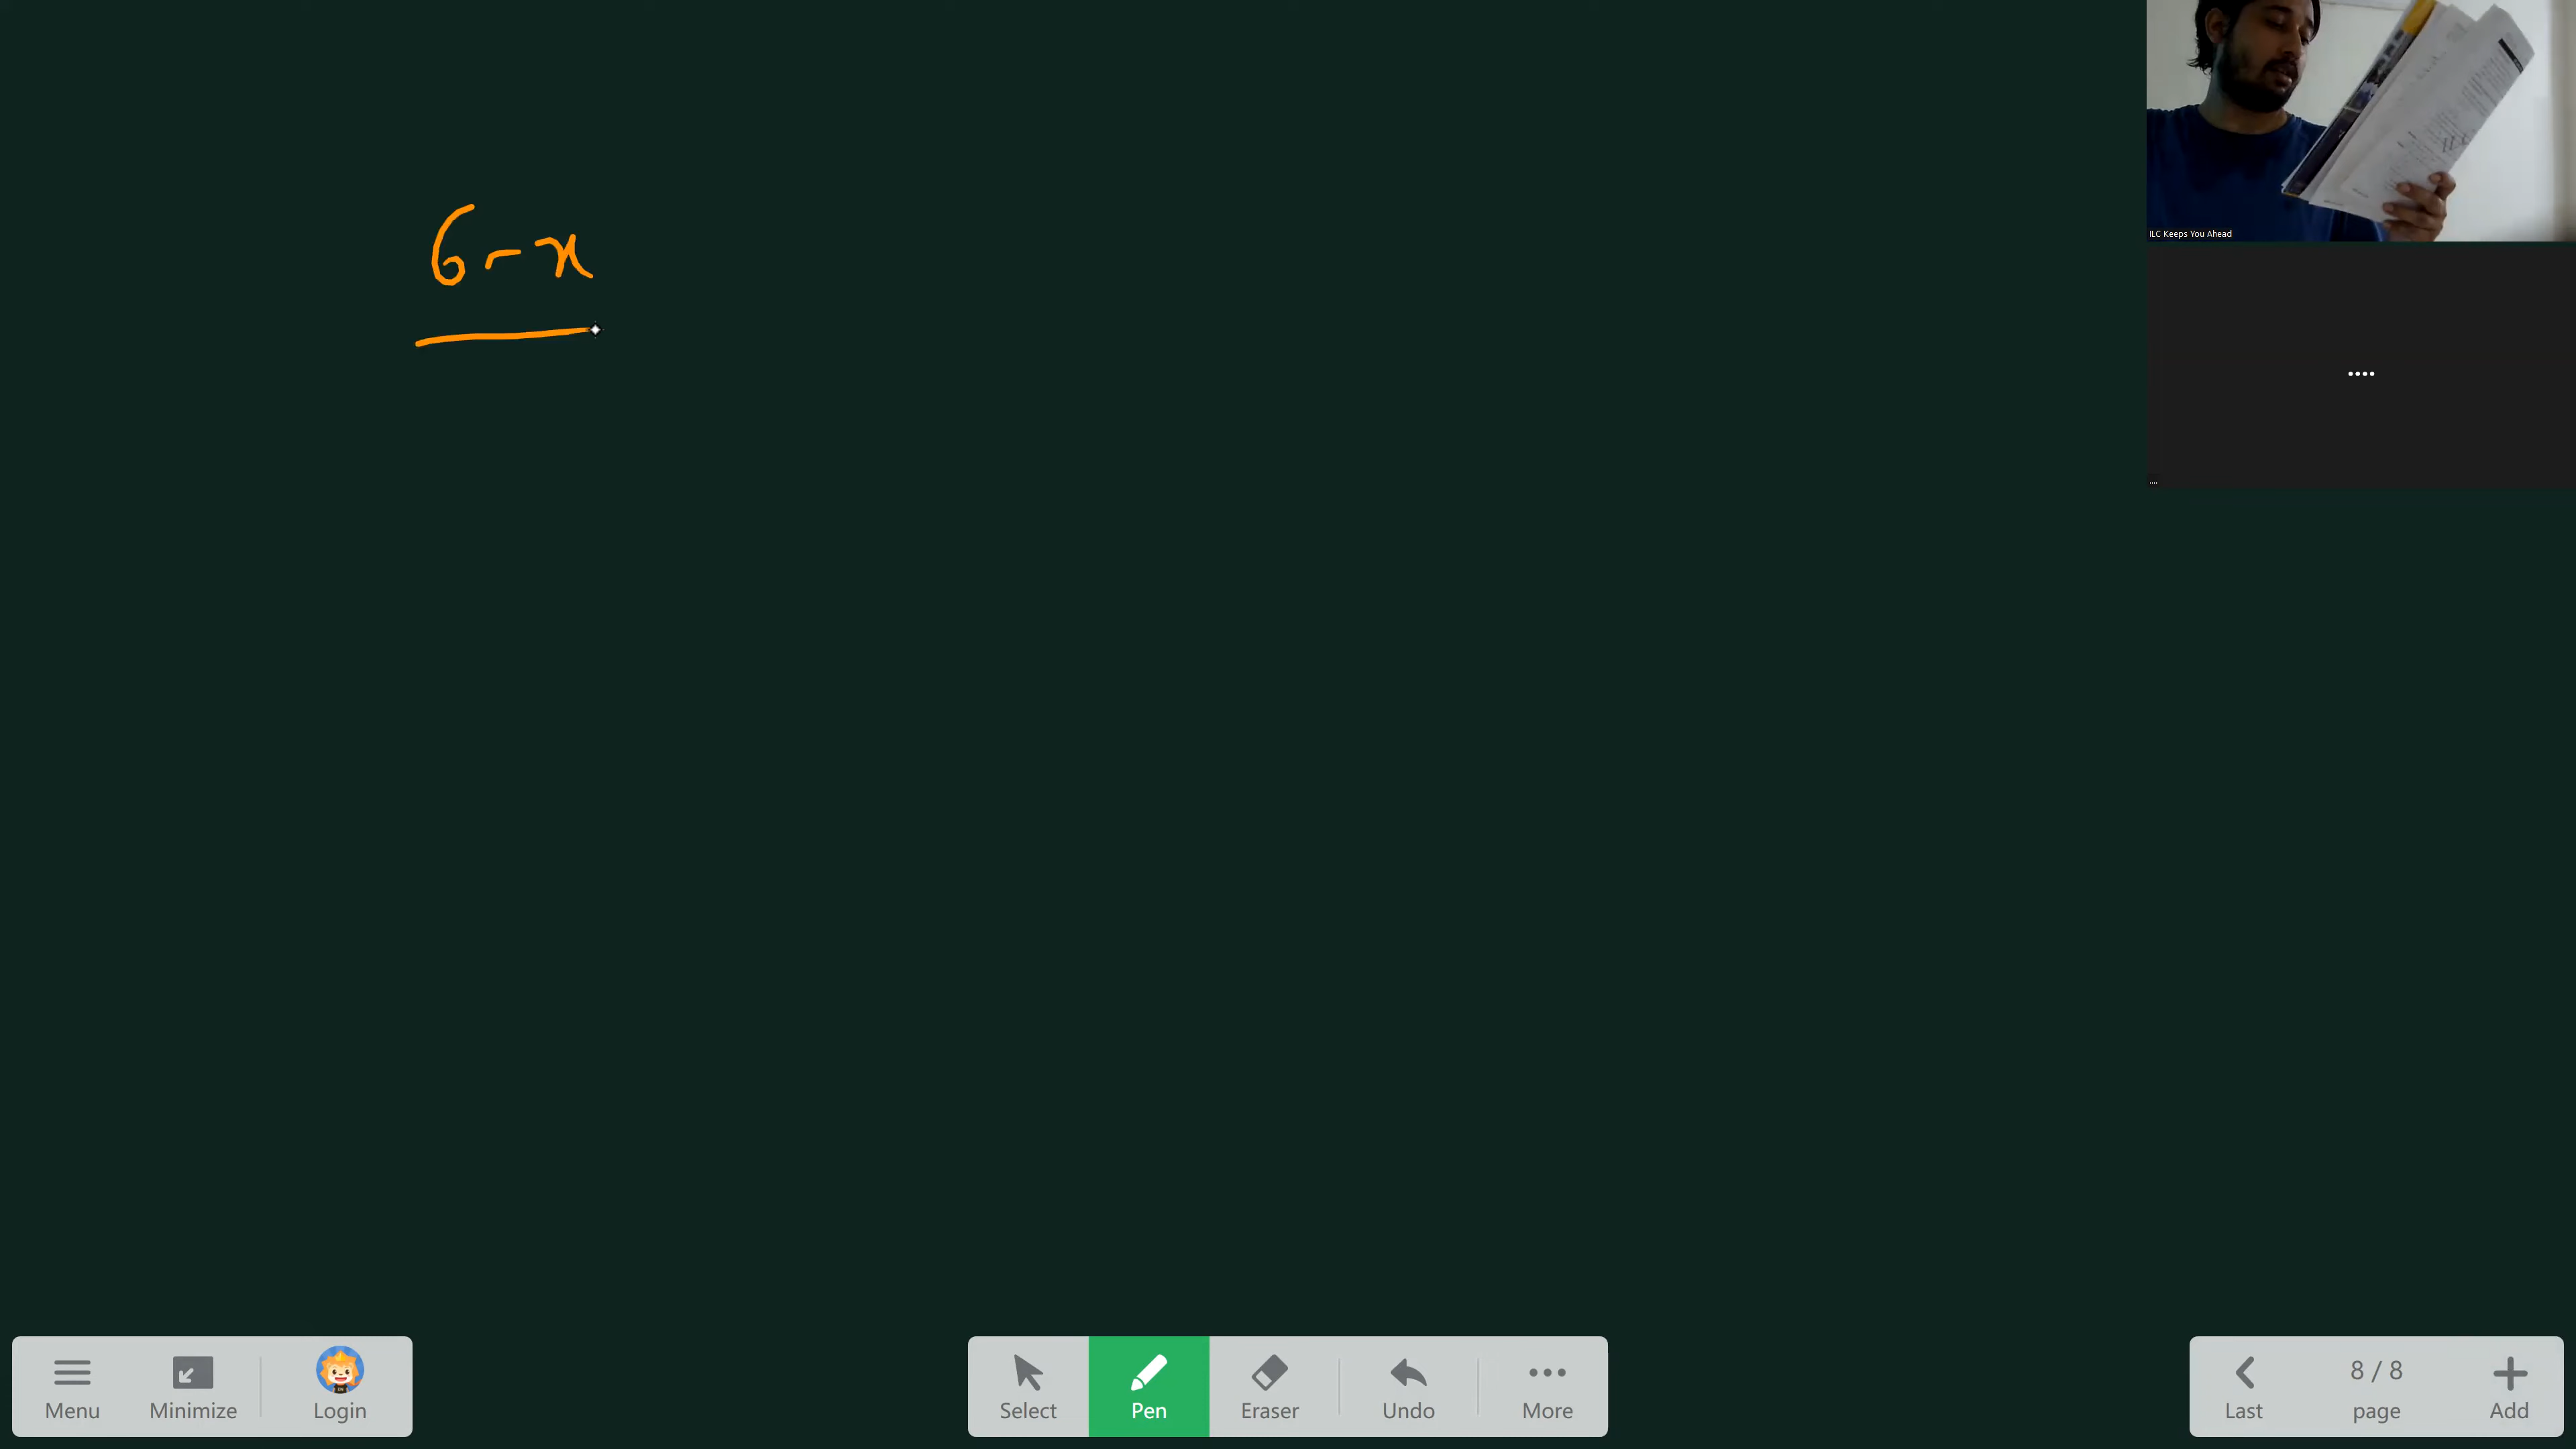 6 - x
ILC Keeps You Ahead
....
....
Menu
Minimize
Login
Select
Pen
Eraser
Undo
More
Last
8 / 8
page
Add